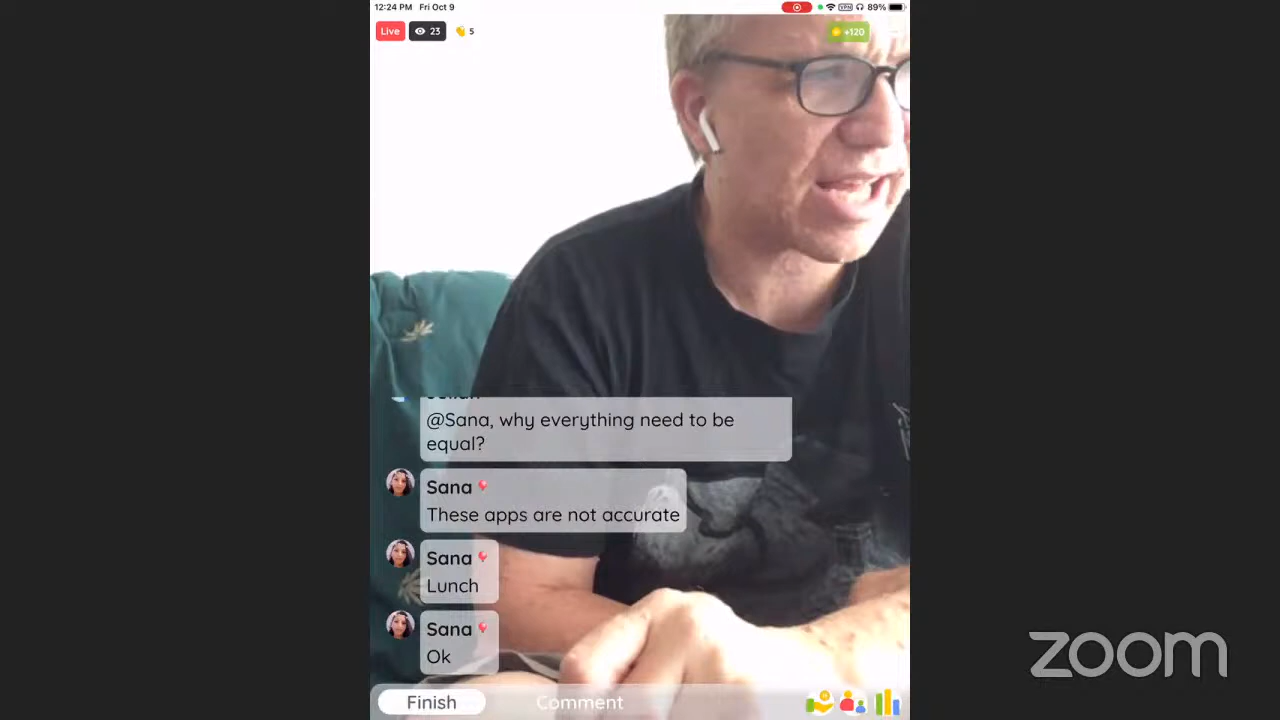 12:24 PM Fri Oct 9
VPN
89%
Live
23
5
+120
@Sana, why everything need to be
equal?
Sana
These apps are not accurate
Sana
Lunch
Sana
Ok
Finish
Comment
zoom